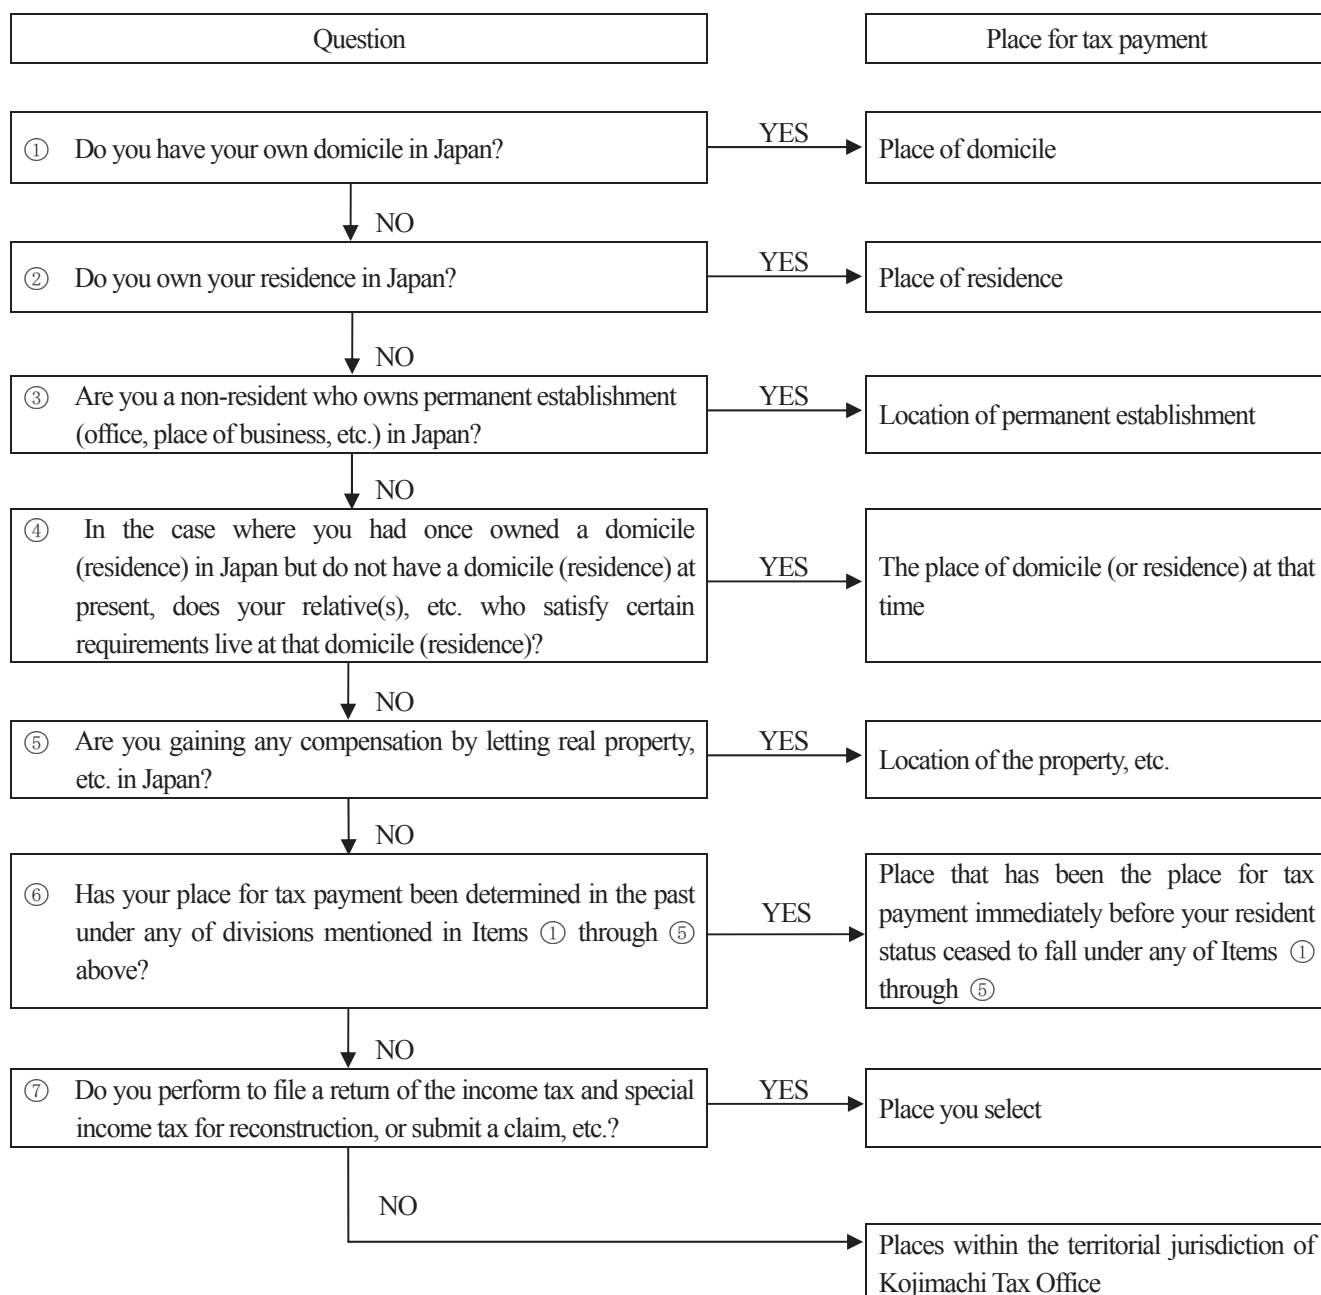 Question
Place for tax payment
① Do you have your own domicile in Japan?
YES
Place of domicile
NO
② Do you own your residence in Japan?
YES
Place of residence
NO
③ Are you a non-resident who owns permanent establishment
(office, place of business, etc.) in Japan?
YES
Location of permanent establishment
NO
④ In the case where you had once owned a domicile
(residence) in Japan but do not have a domicile (residence) at
present, does your relative(s), etc. who satisfy certain
requirements live at that domicile (residence)?
YES
The place of domicile (or residence) at that
time
NO
⑤ Are you gaining any compensation by letting real property,
etc. in Japan?
YES
Location of the property, etc.
NO
⑥ Has your place for tax payment been determined in the past
under any of divisions mentioned in Items ① through ⑤
above?
YES
Place that has been the place for tax
payment immediately before your resident
status ceased to fall under any of Items ①
through ⑤
NO
⑦ Do you perform to file a return of the income tax and special
income tax for reconstruction, or submit a claim, etc.?
YES
Place you select
NO
Places within the territorial jurisdiction of
Kojimachi Tax Office